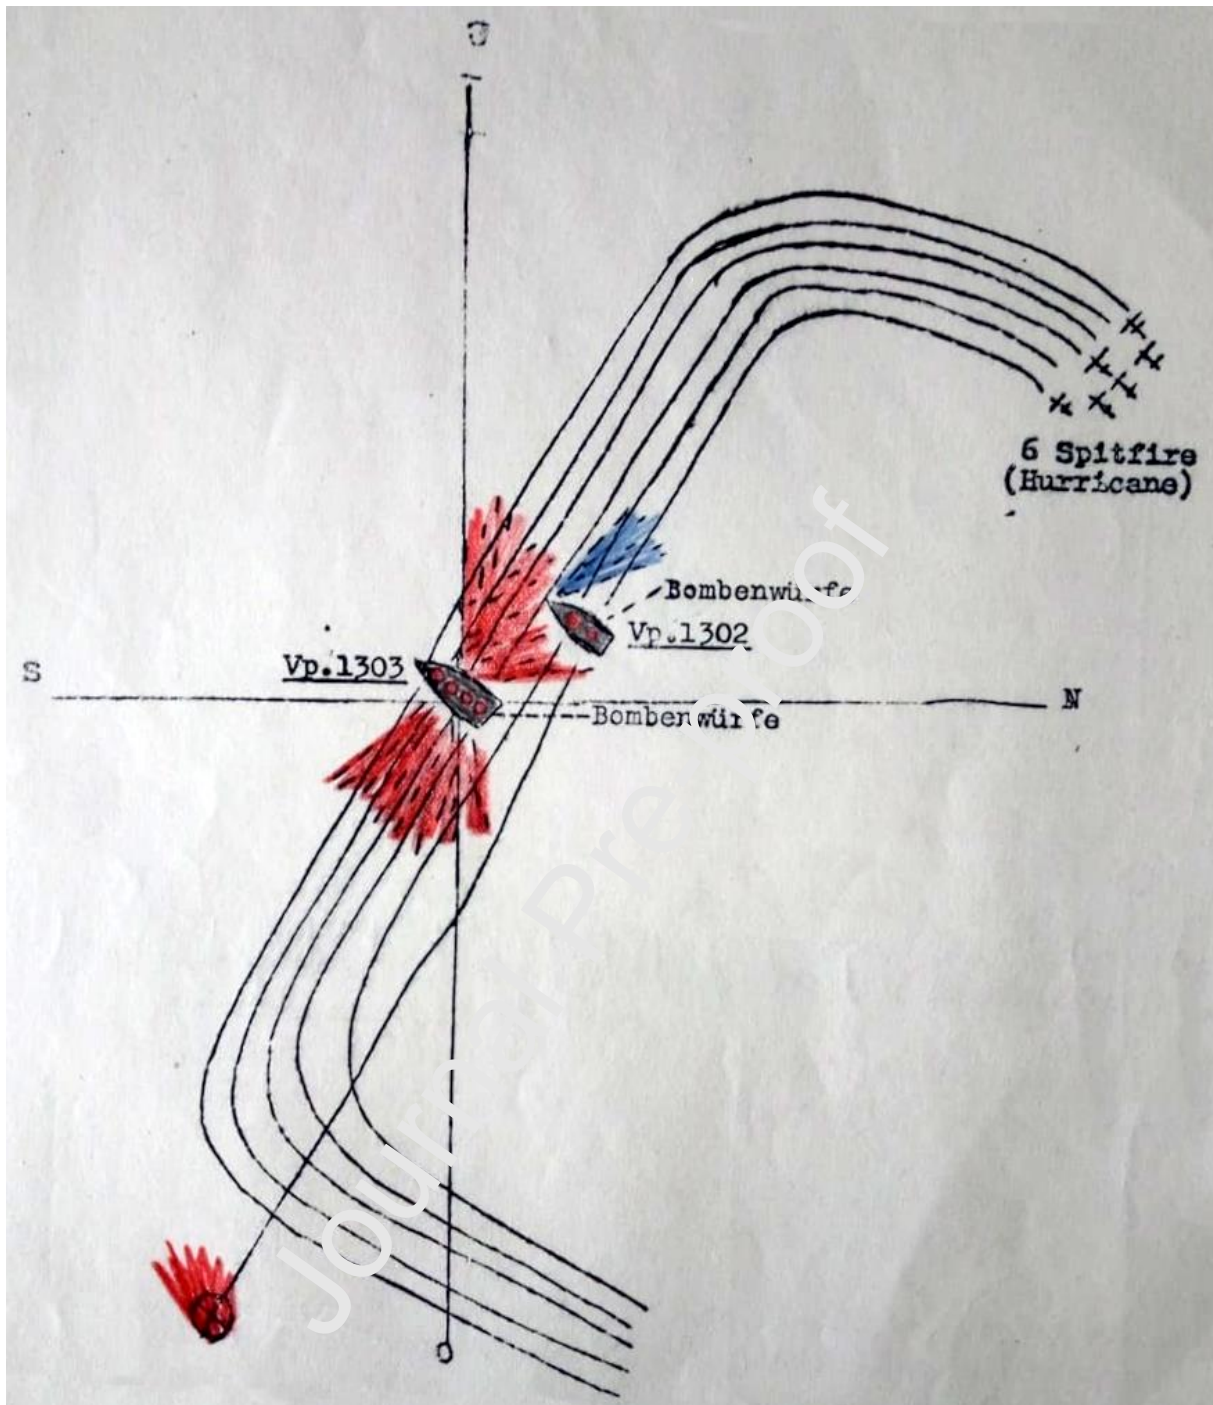 6 Spitfire
(Hurricane)
Bombenwürfe
Vp.1302
Vp.1303
S
N
Bombenwürfe
O
Journal Pre-proof